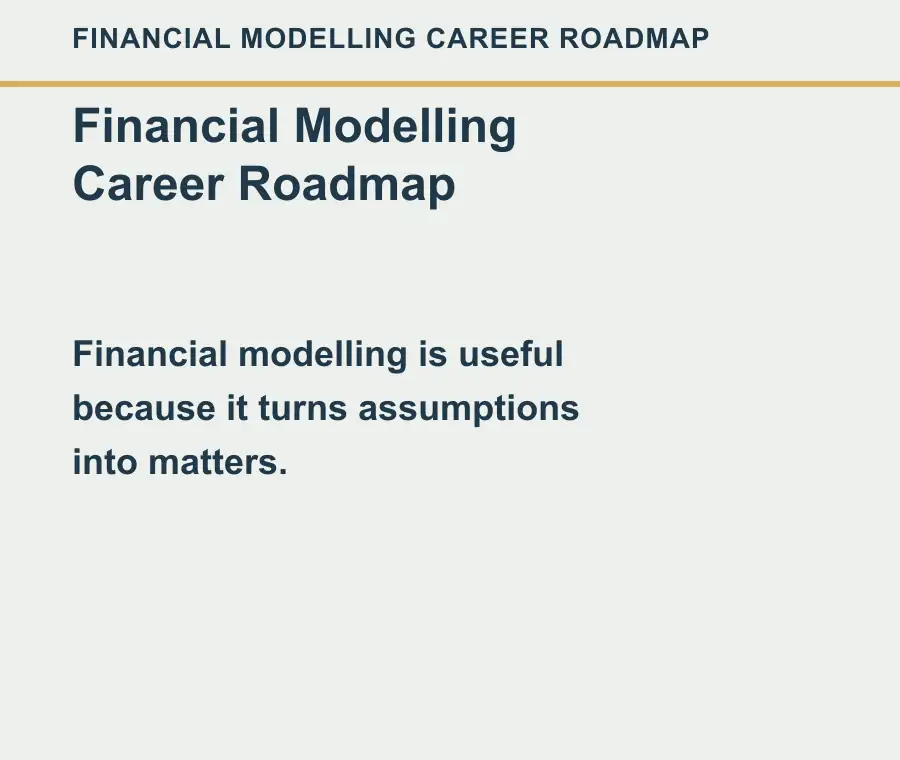 FINANCIAL MODELLING CAREER ROADMAP
Financial Modelling
Career Roadmap
Financial modelling is useful
because it turns assumptions
into matters.